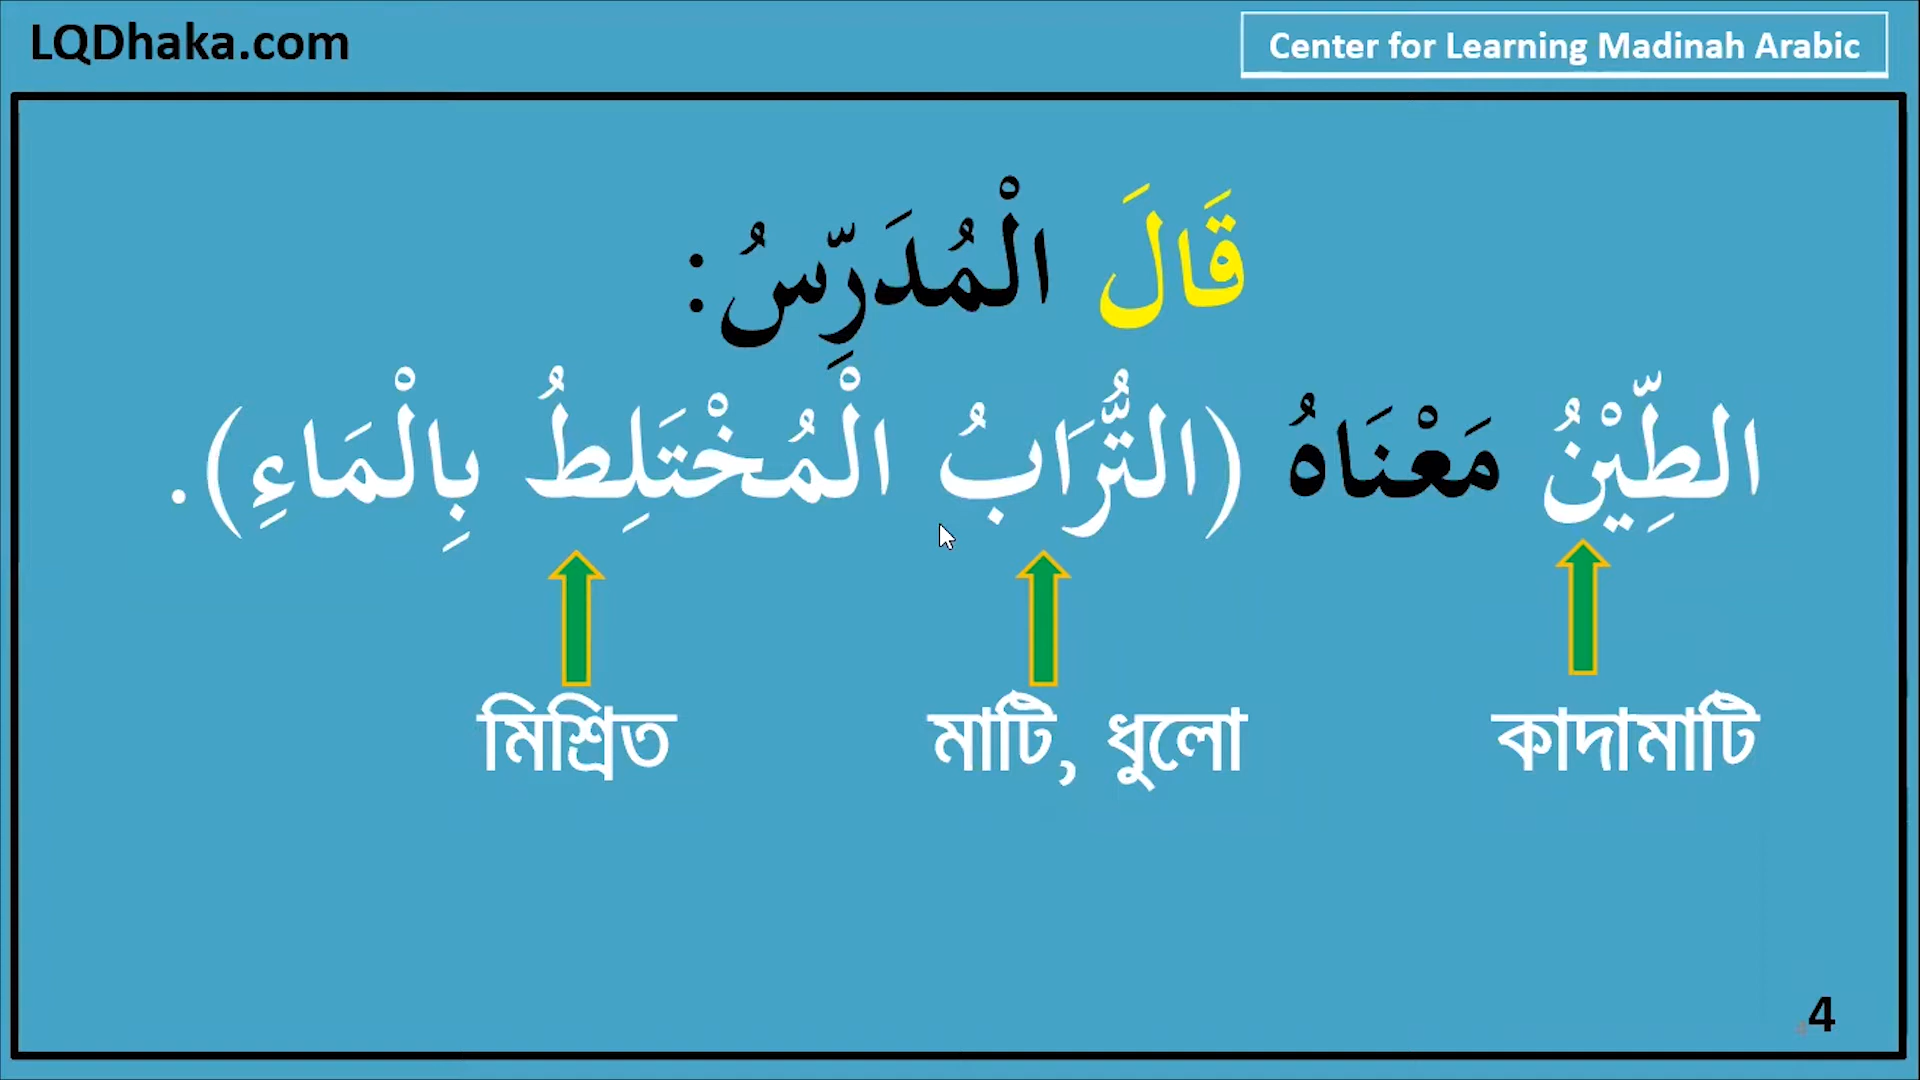 LQDhaka.com
Center for Learning Madinah Arabic
قَالَ الْمُدَرِّسُ:
الطِّيْنُ مَعْنَاهُ (التُّرَابُ الْمُخْتَلِطُ بِالْمَاءِ).
মিশ্রিত মাটি, ধুলো কাদামাটি
4